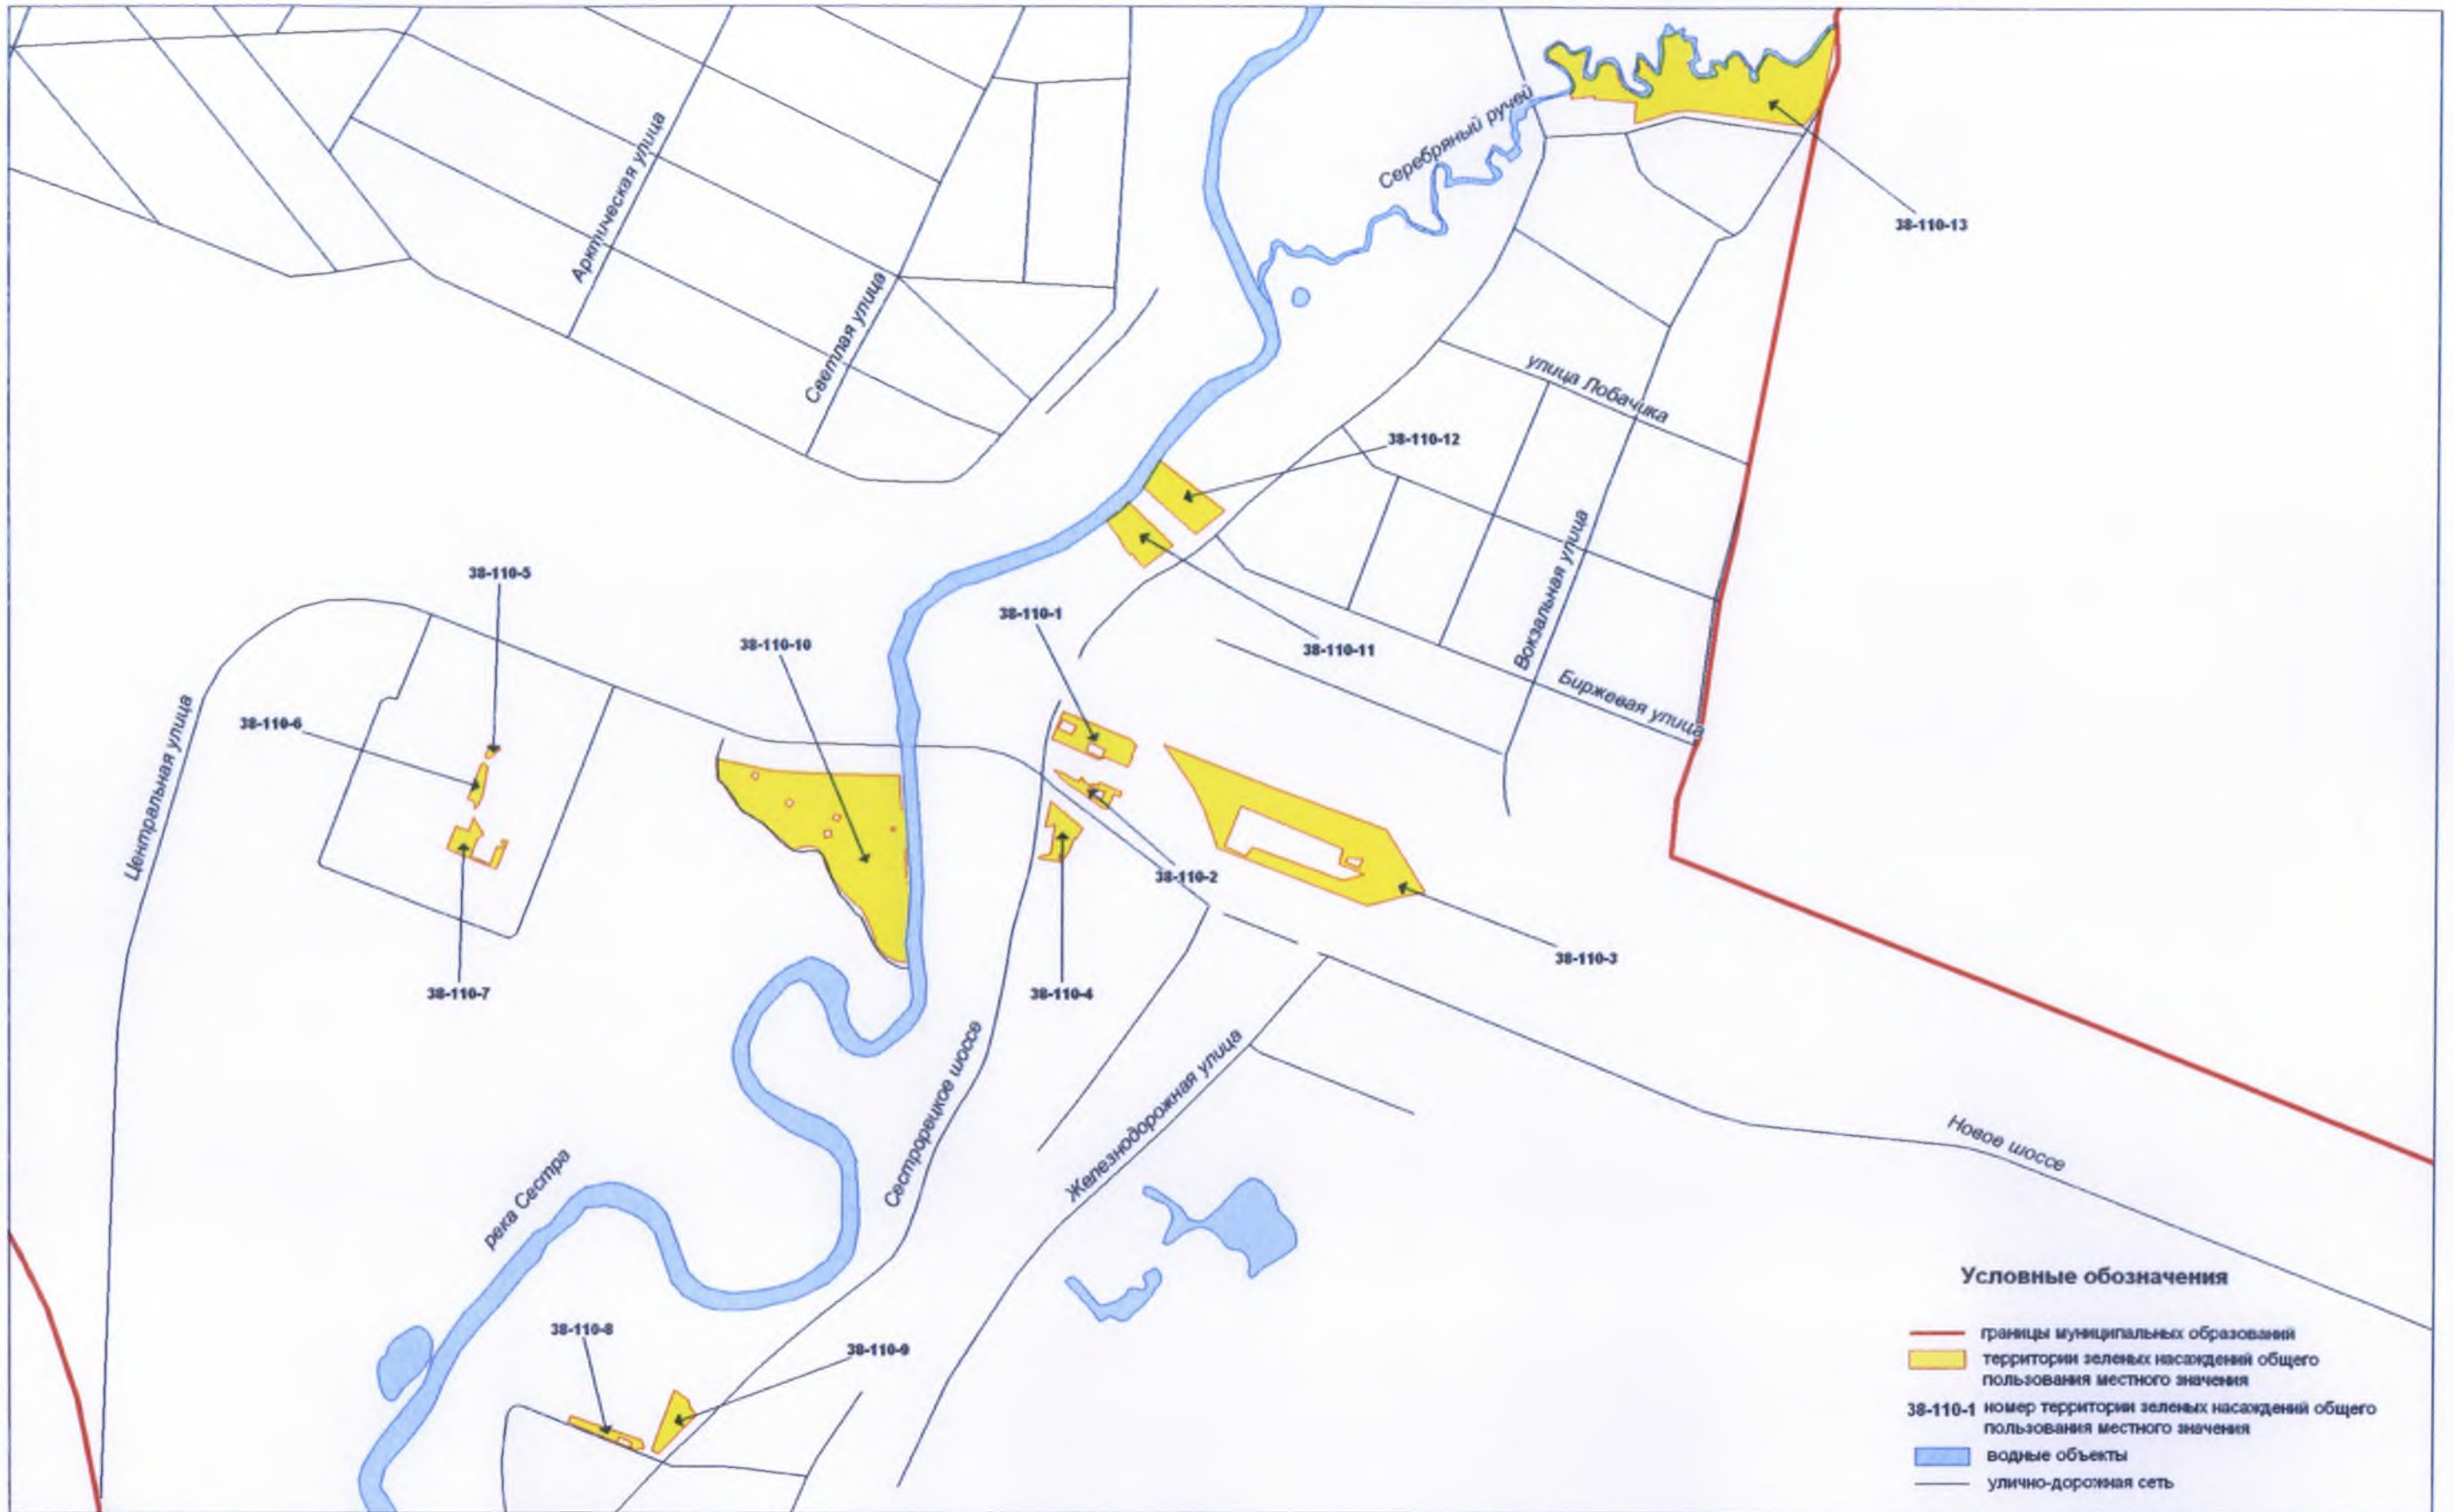 Серебряный ручей
38-110-13
Арктическая улица
Светлая улица
улица Лобачика
38-110-12
38-110-5
38-110-1
38-110-10
38-110-11
Вокзальная улица
Биржевая улица
38-110-6
Центральная улица
38-110-2
38-110-3
38-110-7
38-110-4
Сестрорецкое шоссе
Железнодорожная улица
Новое шоссе
река Сестра
38-110-8
38-110-9
Условные обозначения
границы муниципальных образований
территории зеленых насаждений общего
пользования местного значения
38-110-1 номер территории зеленых насаждений общего
пользования местного значения
водные объекты
улично-дорожная сеть